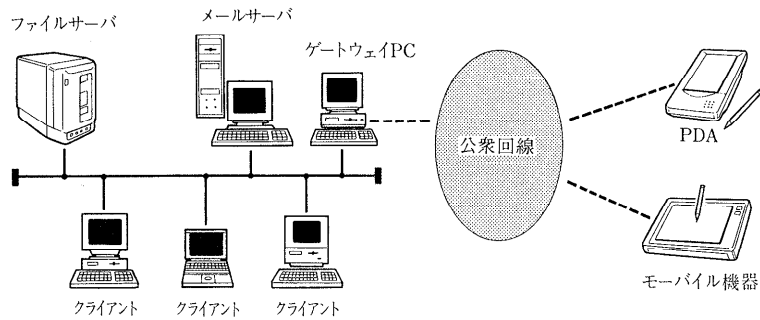 ファイルサーバ
メールサーバ
ゲートウェイPC
公衆回線
PDA
モーバイル機器
クライアント
クライアント
クライアント